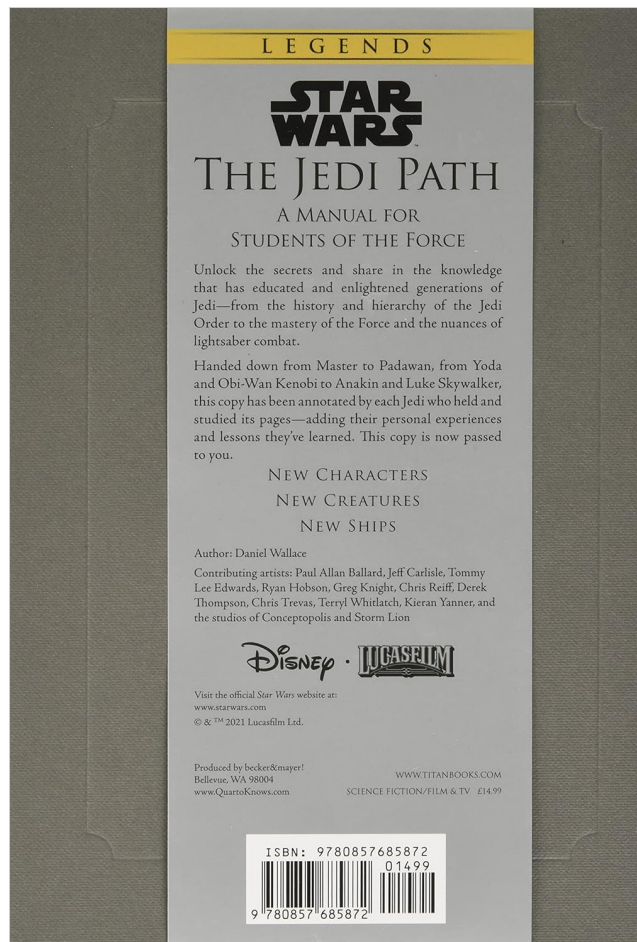 LEGENDS
STAR
WARS™
THE JEDI PATH
A MANUAL FOR
STUDENTS OF THE FORCE
Unlock the secrets and share in the knowledge
that has educated and enlightened generations of
Jedi—from the history and hierarchy of the Jedi
Order to the mastery of the Force and the nuances of
lightsaber combat.
Handed down from Master to Padawan, from Yoda
and Obi-Wan Kenobi to Anakin and Luke Skywalker,
this copy has been annotated by each Jedi who held and
studied its pages—adding their personal experiences
and lessons they've learned. This copy is now passed
to you.
NEW CHARACTERS
NEW CREATURES
NEW SHIPS
Author: Daniel Wallace
Contributing artists: Paul Allan Ballard, Jeff Carlisle, Tommy
Lee Edwards, Ryan Hobson, Greg Knight, Chris Reiff, Derek
Thompson, Chris Trevas, Terryl Whitlatch, Kieran Yanner, and
the studios of Conceptopolis and Storm Lion
DISNEY · LUCASFILM
Visit the official Star Wars website at:
www.starwars.com
© & ™ 2021 Lucasfilm Ltd.
Produced by becker&mayer!
Bellevue, WA 98004
www.QuartoKnows.com
WWW.TITANBOOKS.COM
SCIENCE FICTION/FILM & TV £14.99
ISBN: 9780857685872
01499
9 780857 685872